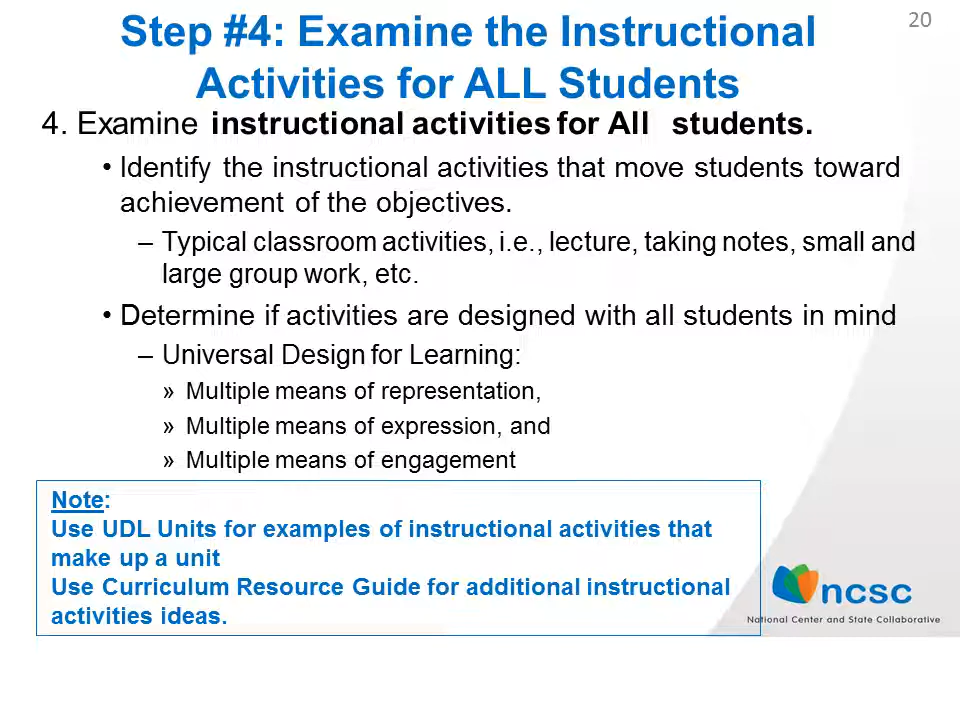 20
Step #4: Examine the Instructional
Activities for ALL Students
4. Examine instructional activities for All students.
• Identify the instructional activities that move students toward
achievement of the objectives.
– Typical classroom activities, i.e., lecture, taking notes, small and
large group work, etc.
• Determine if activities are designed with all students in mind
– Universal Design for Learning:
» Multiple means of representation,
» Multiple means of expression, and
» Multiple means of engagement
Note:
Use UDL Units for examples of instructional activities that
make up a unit
Use Curriculum Resource Guide for additional instructional
activities ideas.
ncsc
National Center and State Collaborative